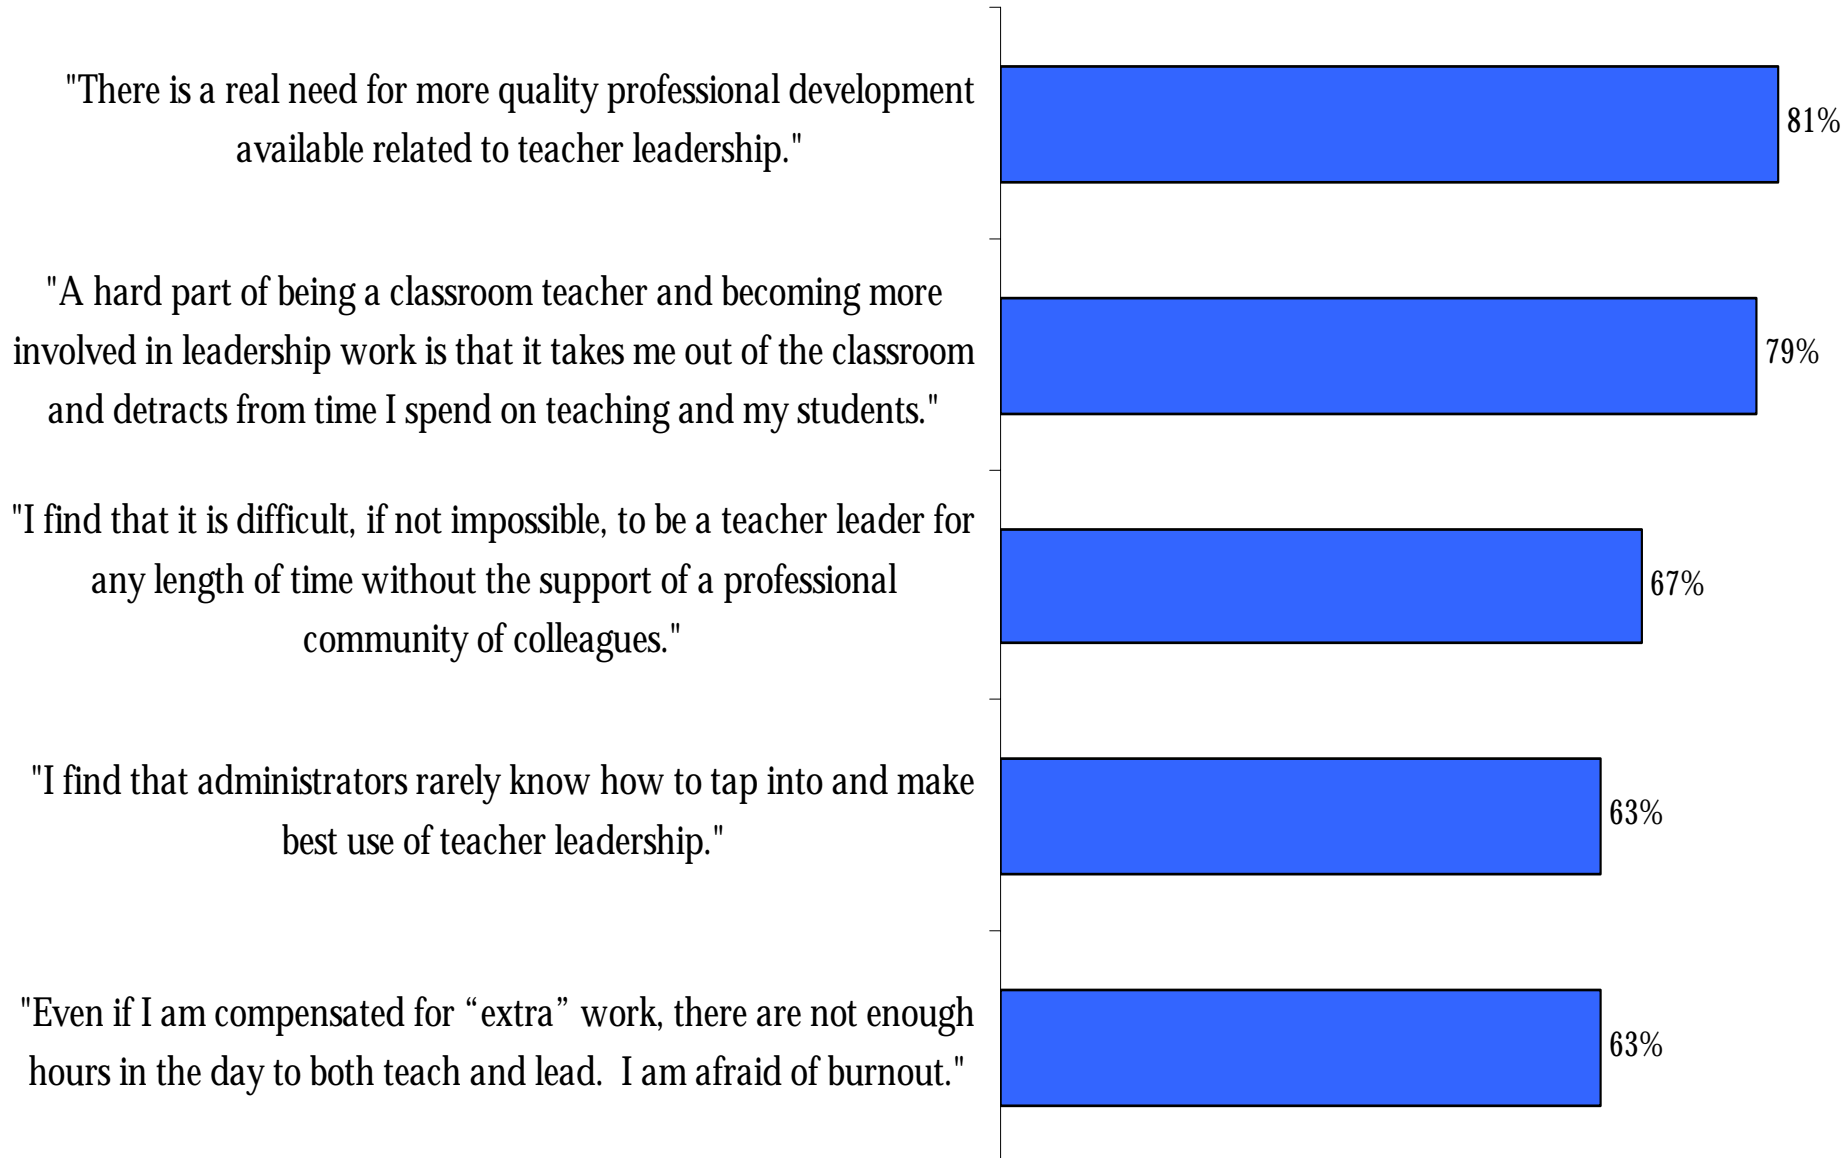 "There is a real need for more quality professional development
available related to teacher leadership."
81%
"A hard part of being a classroom teacher and becoming more
involved in leadership work is that it takes me out of the classroom
and detracts from time I spend on teaching and my students."
79%
"I find that it is difficult, if not impossible, to be a teacher leader for
any length of time without the support of a professional
community of colleagues."
67%
"I find that administrators rarely know how to tap into and make
best use of teacher leadership."
63%
"Even if I am compensated for “extra” work, there are not enough
hours in the day to both teach and lead.  I am afraid of burnout."
63%